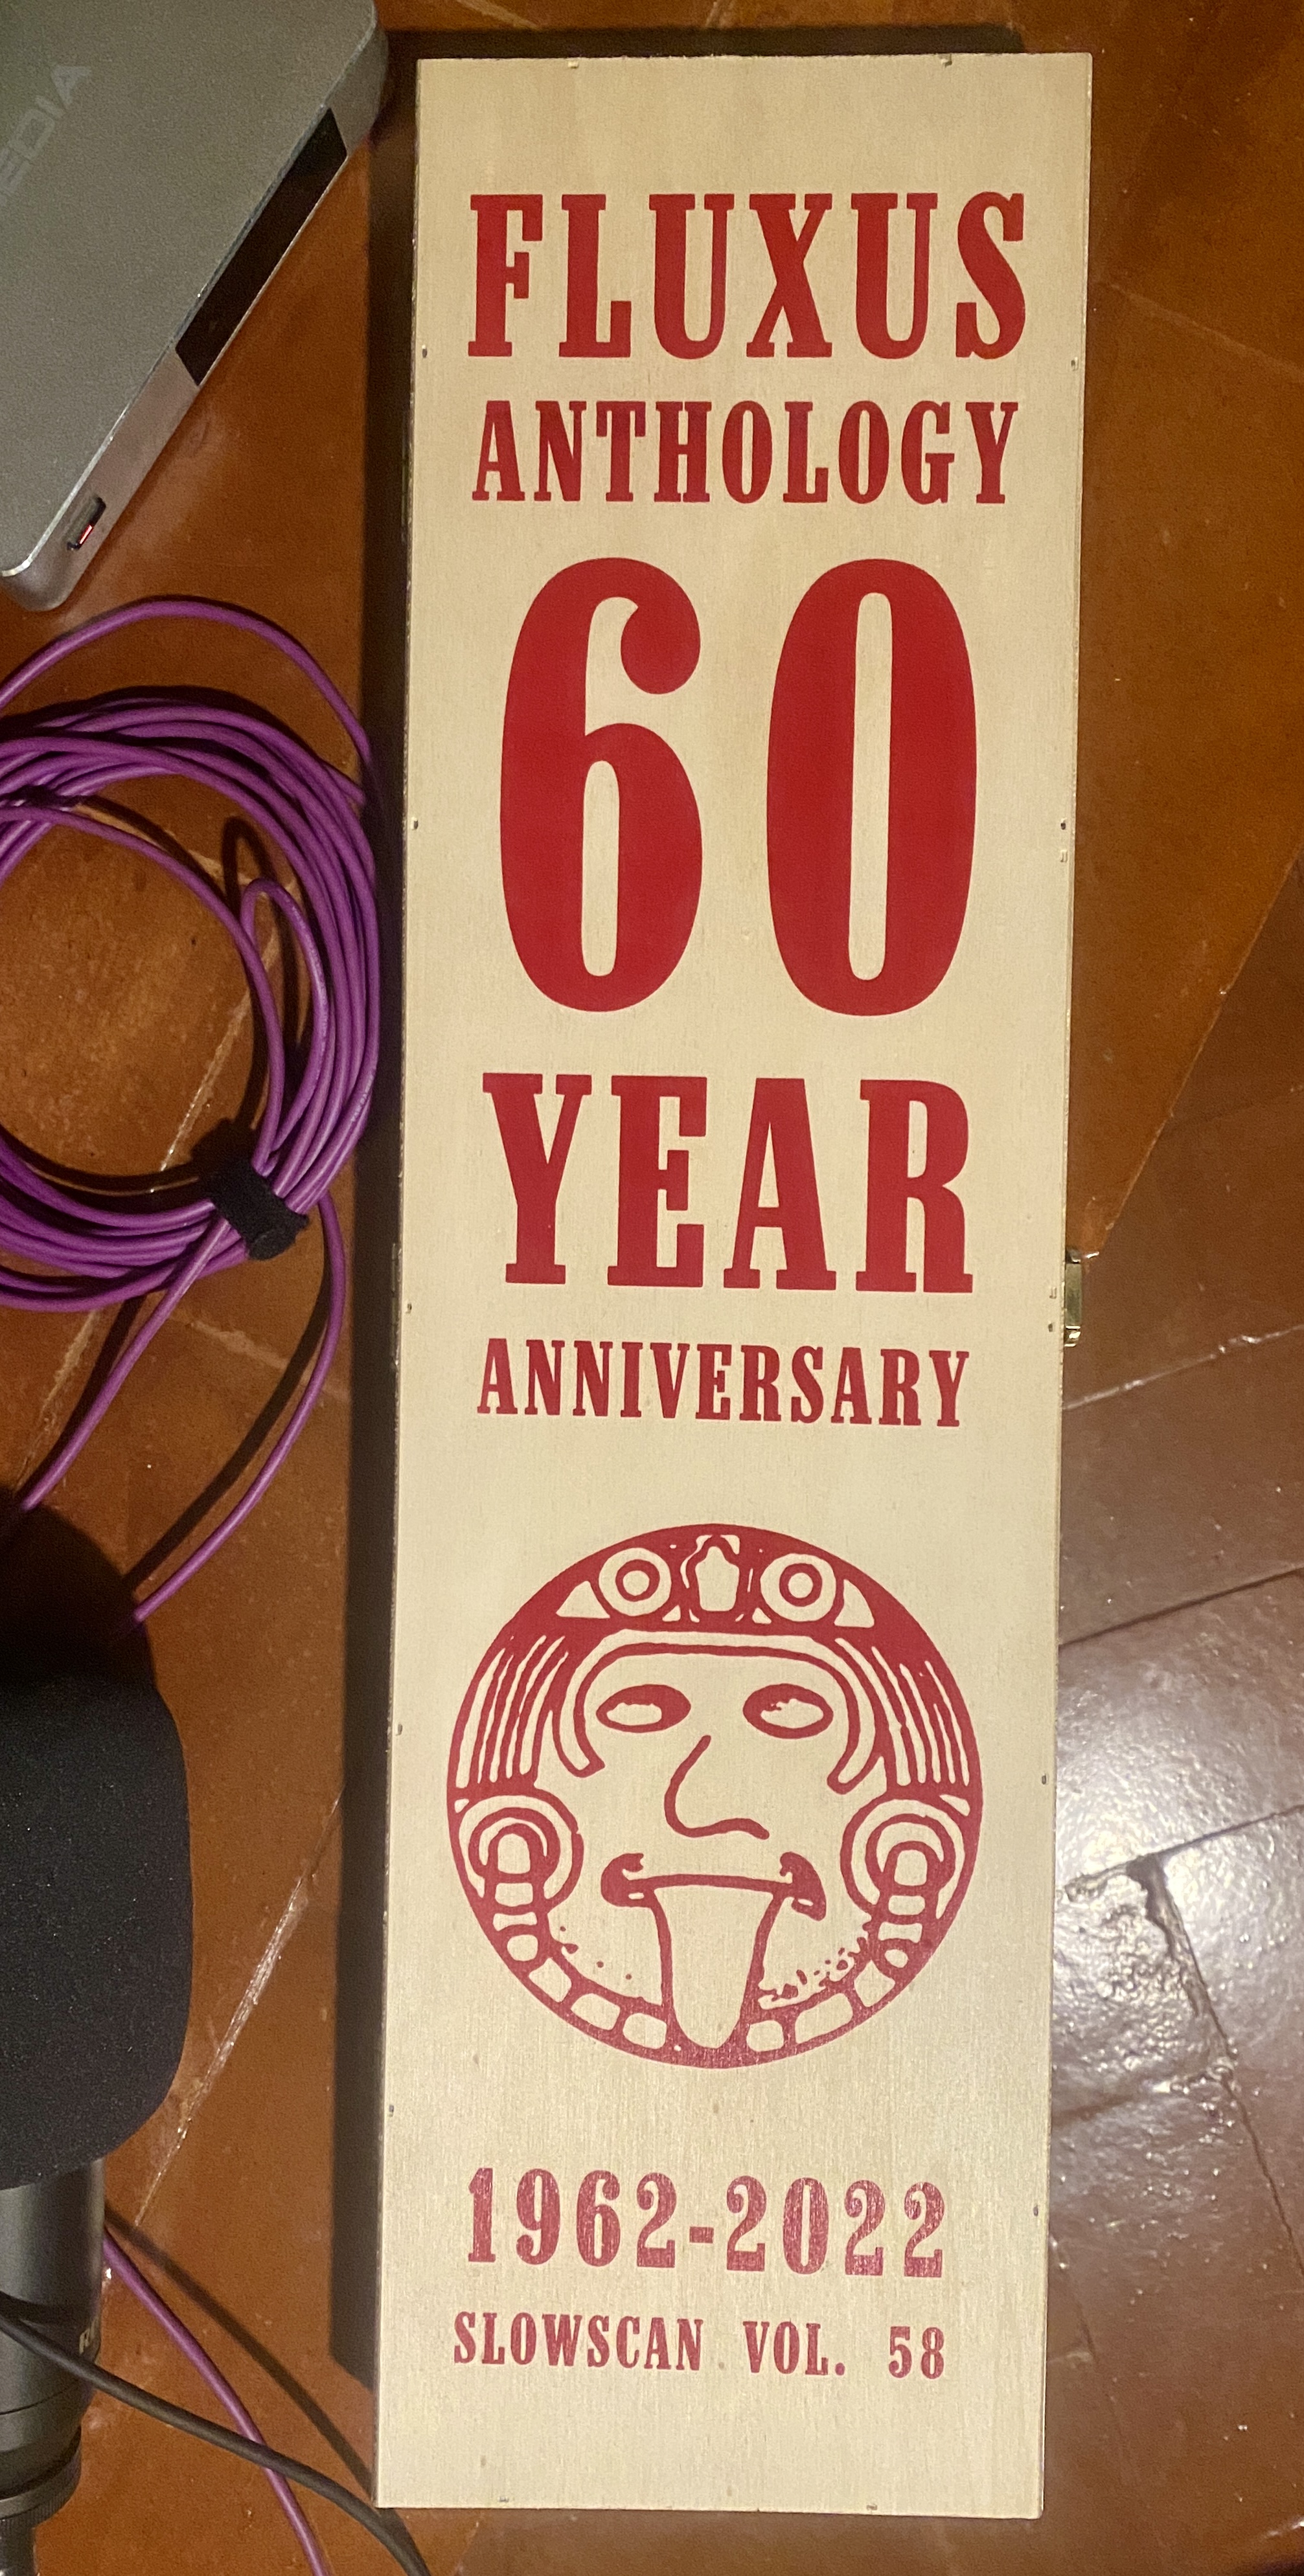 FLUXUS
ANTHOLOGY
60
YEAR
ANNIVERSARY
1962-2022
SLOWSCAN VOL. 58